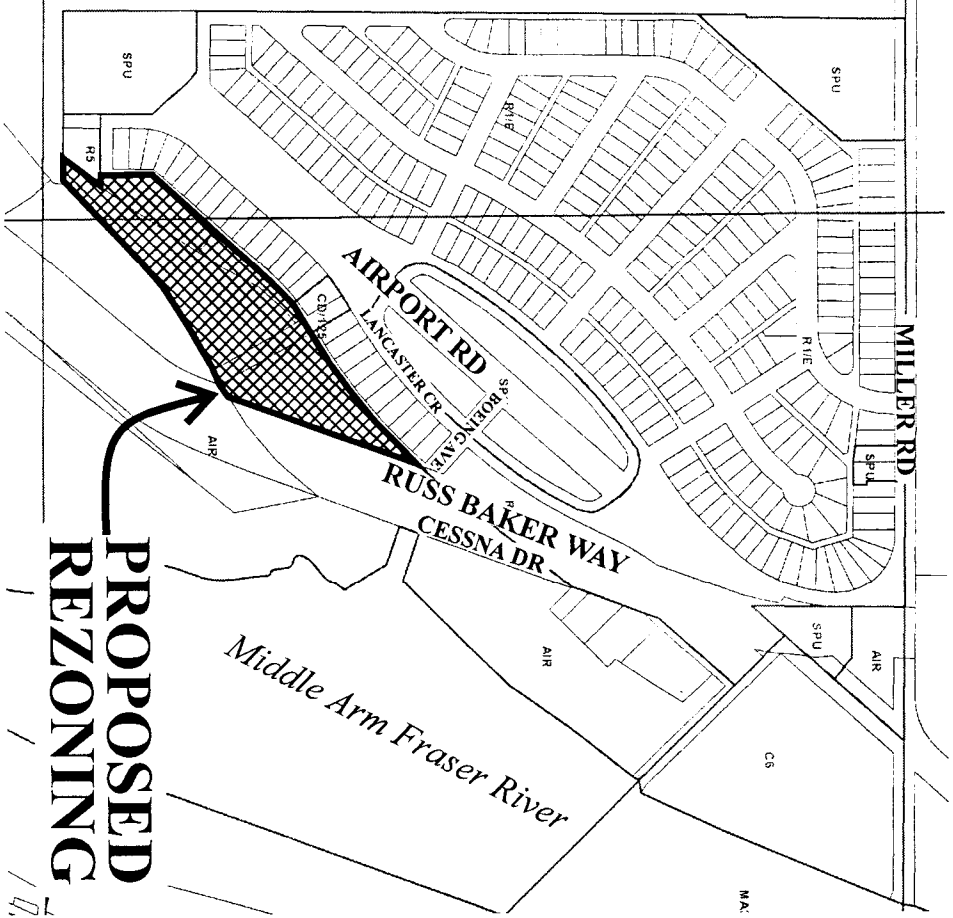 SPU
SPU
R1/E
R5
MILLER RD
AIRPORT RD
R1/E
LANCASTER CR
CD/125
BOEING AVE
SPU
RUSS BAKER WAY
CESSNA DR
AIR
SPU
AIR
AIR
C6
Middle Arm Fraser River
PROPOSED
REZONING